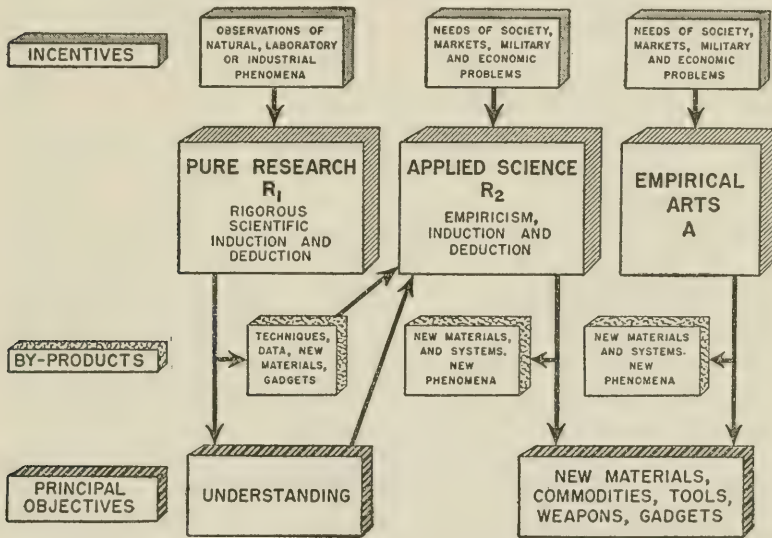 INCENTIVES
OBSERVATIONS OF
NATURAL, LABORATORY
OR INDUSTRIAL
PHENOMENA
NEEDS OF SOCIETY,
MARKETS, MILITARY
AND ECONOMIC
PROBLEMS
NEEDS OF SOCIETY,
MARKETS, MILITARY
AND ECONOMIC
PROBLEMS
PURE RESEARCH
R₁
RIGOROUS
SCIENTIFIC
INDUCTION AND
DEDUCTION
APPLIED SCIENCE
R₂
EMPIRICISM,
INDUCTION AND
DEDUCTION
EMPIRICAL
ARTS
A
BY-PRODUCTS
TECHNIQUES,
DATA, NEW
MATERIALS,
GADGETS
NEW MATERIALS,
AND SYSTEMS.
NEW
PHENOMENA
NEW MATERIALS
AND SYSTEMS.
NEW
PHENOMENA
PRINCIPAL
OBJECTIVES
UNDERSTANDING
NEW MATERIALS,
COMMODITIES, TOOLS,
WEAPONS, GADGETS